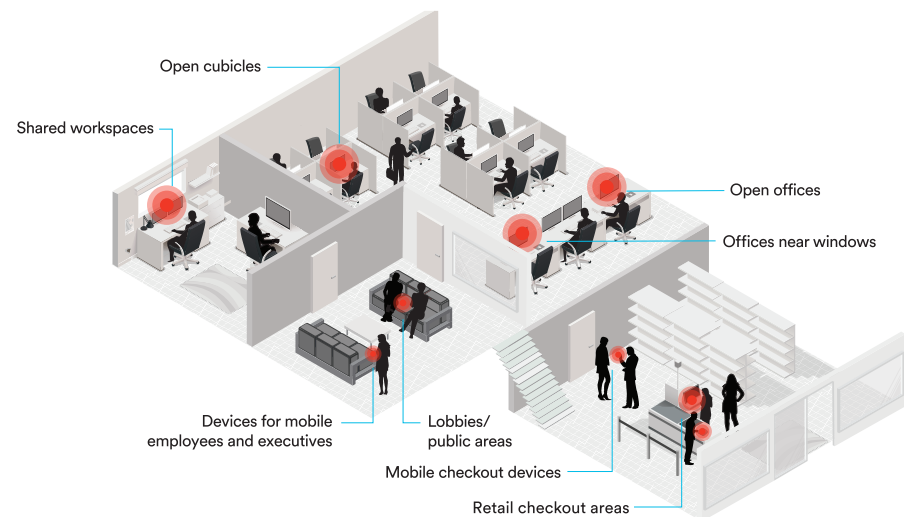 Open cubicles
Shared workspaces
Open offices
Offices near windows
Devices for mobile
employees and executives
Lobbies/
public areas
Mobile checkout devices
Retail checkout areas